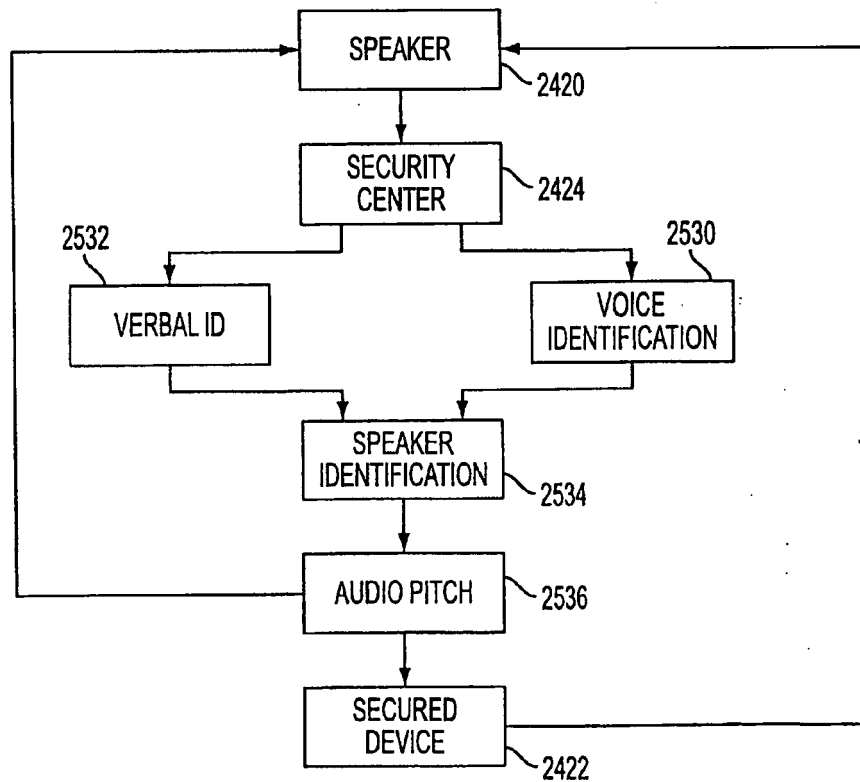 SPEAKER
2420
SECURITY
CENTER
2424
2532
2530
VERBAL ID
VOICE
IDENTIFICATION
SPEAKER
IDENTIFICATION
2534
AUDIO PITCH
2536
SECURED
DEVICE
2422